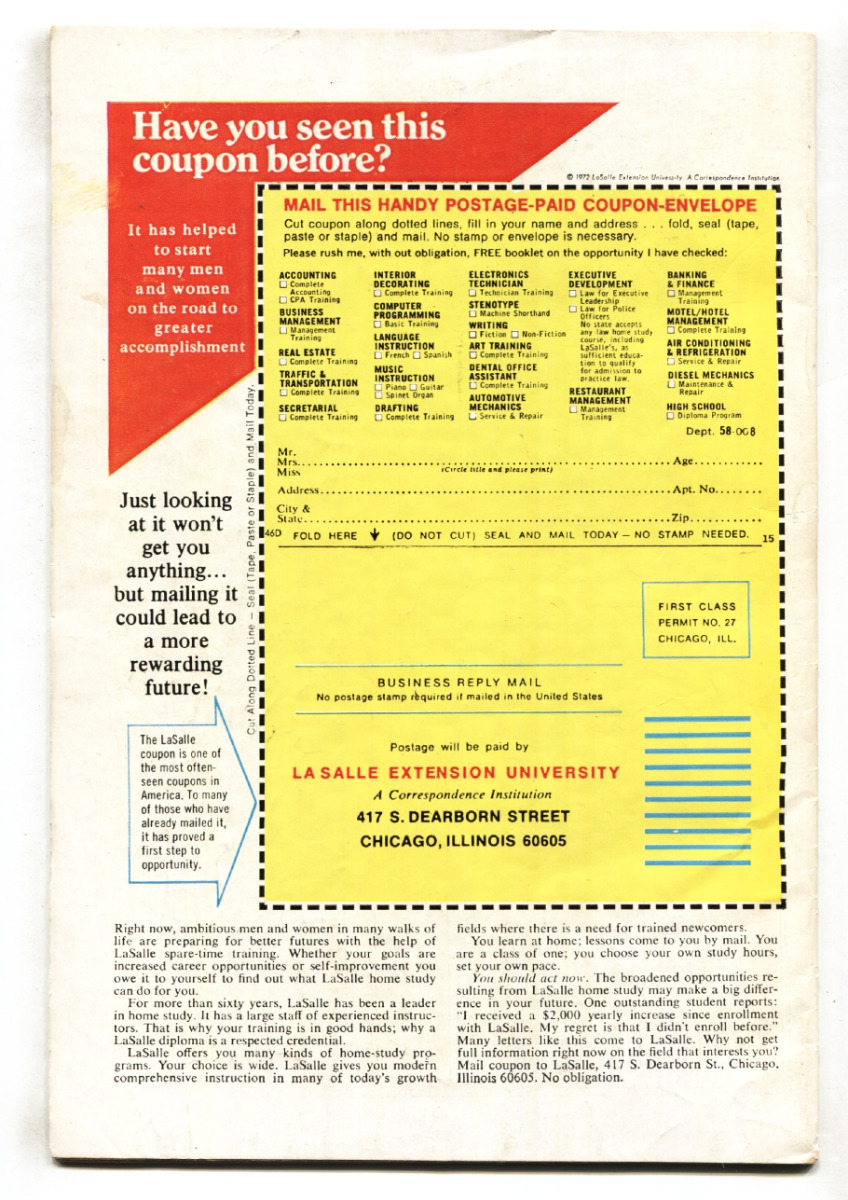 Have you seen this
coupon before?
© 1972 LaSalle Extension University. A Correspondence Institution
It has helped
to start
many men
and women
on the road to
greater
accomplishment
Just looking
at it won't
get you
anything...
but mailing it
could lead to
a more
rewarding
future!
The LaSalle
coupon is one of
the most often-
seen coupons in
America. To many
of those who have
already mailed it,
it has proved a
first step to
opportunity.
Cut Along Dotted Line — Seal (Tape, Paste or Staple) and Mail Today.
MAIL THIS HANDY POSTAGE-PAID COUPON-ENVELOPE
Cut coupon along dotted lines, fill in your name and address . . . fold, seal (tape,
paste or staple) and mail. No stamp or envelope is necessary.
Please rush me, with out obligation, FREE booklet on the opportunity I have checked:
ACCOUNTING
☐ Complete
Accounting
☐ CPA Training
BUSINESS
MANAGEMENT
☐ Management
Training
REAL ESTATE
☐ Complete Training
TRAFFIC &
TRANSPORTATION
☐ Complete Training
SECRETARIAL
☐ Complete Training
INTERIOR
DECORATING
☐ Complete Training
COMPUTER
PROGRAMMING
☐ Basic Training
LANGUAGE
INSTRUCTION
☐ French ☐ Spanish
MUSIC
INSTRUCTION
☐ Piano ☐ Guitar
☐ Spinet Organ
DRAFTING
☐ Complete Training
ELECTRONICS
TECHNICIAN
☐ Technician Training
STENOTYPE
☐ Machine Shorthand
WRITING
☐ Fiction ☐ Non-Fiction
ART TRAINING
☐ Complete Training
DENTAL OFFICE
ASSISTANT
☐ Complete Training
AUTOMOTIVE
MECHANICS
☐ Service & Repair
EXECUTIVE
DEVELOPMENT
☐ Law for Executive
Leadership
☐ Law for Police
Officers
No state accepts
any law home study
course, including
LaSalle's, as
sufficient educa-
tion to qualify
for admission to
practice law.
RESTAURANT
MANAGEMENT
☐ Management
Training
BANKING
& FINANCE
☐ Management
Training
MOTEL/HOTEL
MANAGEMENT
☐ Complete Training
AIR CONDITIONING
& REFRIGERATION
☐ Service & Repair
DIESEL MECHANICS
☐ Maintenance &
Repair
HIGH SCHOOL
☐ Diploma Program
Dept. 58-008
Mr.
Mrs. Age
Miss (Circle title and please print)
Address Apt. No.
City &
State Zip
46D FOLD HERE ↓ (DO NOT CUT) SEAL AND MAIL TODAY — NO STAMP NEEDED. 15
FIRST CLASS
PERMIT NO. 27
CHICAGO, ILL.
BUSINESS REPLY MAIL
No postage stamp required if mailed in the United States
Postage will be paid by
LA SALLE EXTENSION UNIVERSITY
A Correspondence Institution
417 S. DEARBORN STREET
CHICAGO, ILLINOIS 60605
Right now, ambitious men and women in many walks of
life are preparing for better futures with the help of
LaSalle spare-time training. Whether your goals are
increased career opportunities or self-improvement you
owe it to yourself to find out what LaSalle home study
can do for you.
For more than sixty years, LaSalle has been a leader
in home study. It has a large staff of experienced instruc-
tors. That is why your training is in good hands; why a
LaSalle diploma is a respected credential.
LaSalle offers you many kinds of home-study pro-
grams. Your choice is wide. LaSalle gives you modern
comprehensive instruction in many of today's growth
fields where there is a need for trained newcomers.
You learn at home; lessons come to you by mail. You
are a class of one; you choose your own study hours,
set your own pace.
You should act now. The broadened opportunities re-
sulting from LaSalle home study may make a big differ-
ence in your future. One outstanding student reports:
"I received a $2,000 yearly increase since enrollment
with LaSalle. My regret is that I didn't enroll before."
Many letters like this come to LaSalle. Why not get
full information right now on the field that interests you?
Mail coupon to LaSalle, 417 S. Dearborn St., Chicago,
Illinois 60605. No obligation.